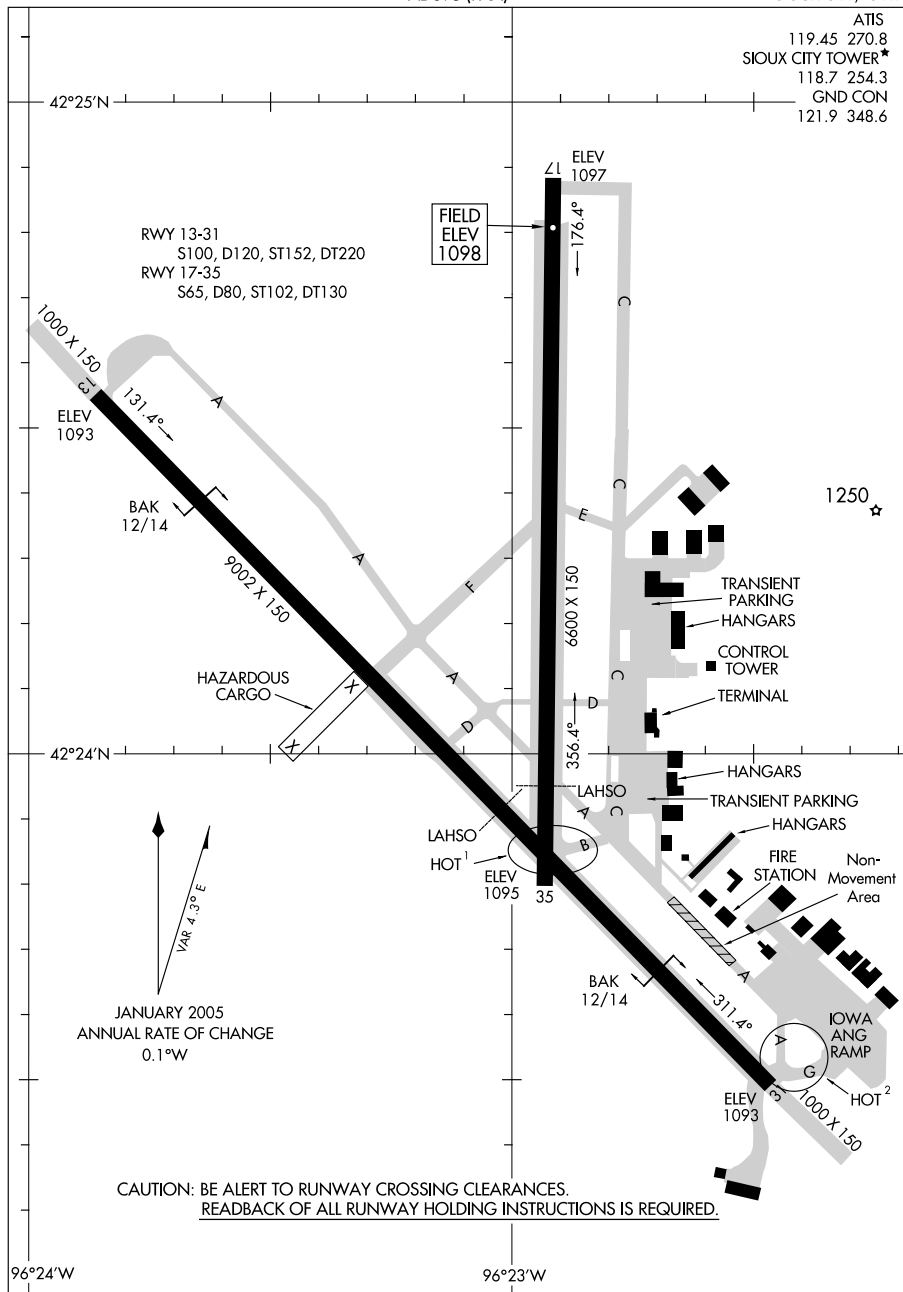 ATIS
119.45 270.8
SIOUX CITY TOWER★
118.7 254.3
GND CON
121.9 348.6
42°25'N
17
ELEV
1097
FIELD
ELEV
1098
176.4°
RWY 13-31
S100, D120, ST152, DT220
RWY 17-35
S65, D80, ST102, DT130
C
1000 X 150
13
131.4°
A
ELEV
1093
BAK
12/14
C
1250
E
9002 X 150
A
F
6600 X 150
TRANSIENT
PARKING
HANGARS
CONTROL
TOWER
HAZARDOUS
CARGO
X
X
A
C
D
D
TERMINAL
356.4°
42°24'N
HANGARS
LAHSO
TRANSIENT PARKING
A
C
HANGARS
LAHSO
HOT 1
B
FIRE
STATION
Non-
Movement
Area
ELEV
1095
35
VAR 4.3° E
A
BAK
12/14
311.4°
JANUARY 2005
ANNUAL RATE OF CHANGE
0.1°W
IOWA
ANG
RAMP
A
G
HOT 2
ELEV
1093
31
1000 X 150
CAUTION: BE ALERT TO RUNWAY CROSSING CLEARANCES.
READBACK OF ALL RUNWAY HOLDING INSTRUCTIONS IS REQUIRED.
96°24'W
96°23'W